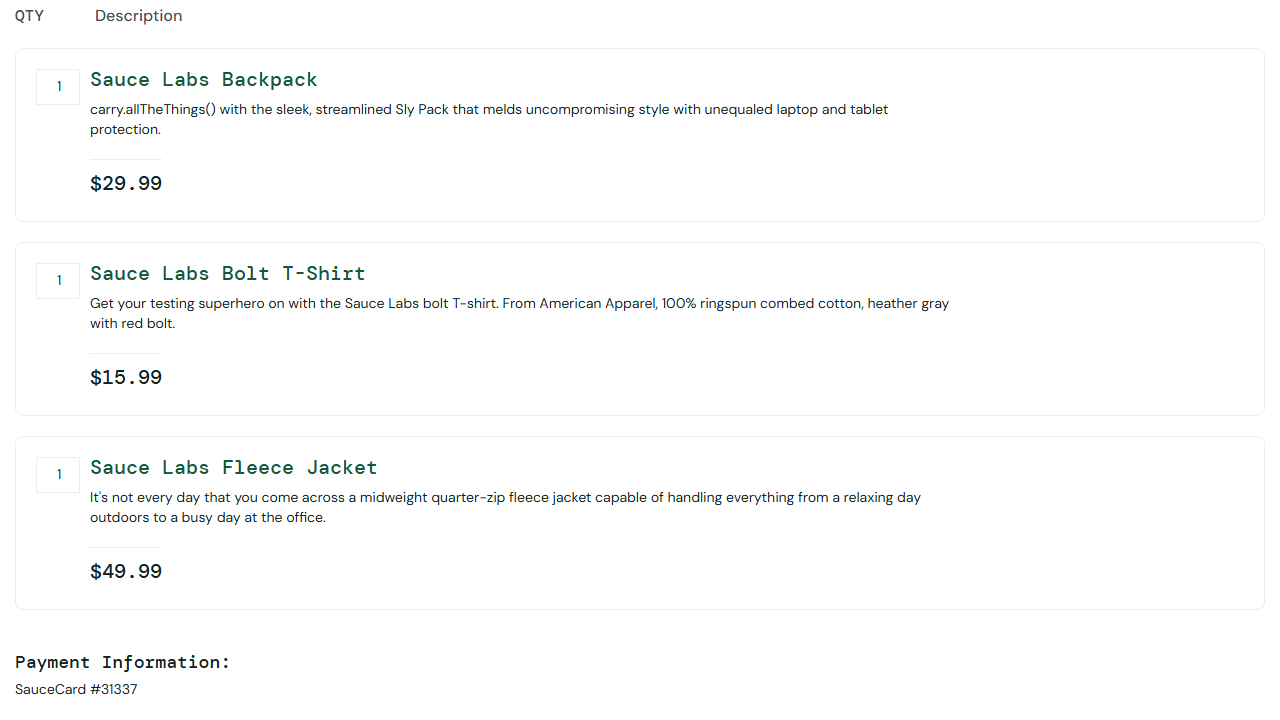 QTY Description
1 Sauce Labs Backpack
carry.allTheThings() with the sleek, streamlined Sly Pack that melds uncompromising style with unequaled laptop and tablet
protection.
$29.99
1 Sauce Labs Bolt T-Shirt
Get your testing superhero on with the Sauce Labs bolt T-shirt. From American Apparel, 100% ringspun combed cotton, heather gray
with red bolt.
$15.99
1 Sauce Labs Fleece Jacket
It's not every day that you come across a midweight quarter-zip fleece jacket capable of handling everything from a relaxing day
outdoors to a busy day at the office.
$49.99
Payment Information:
SauceCard #31337